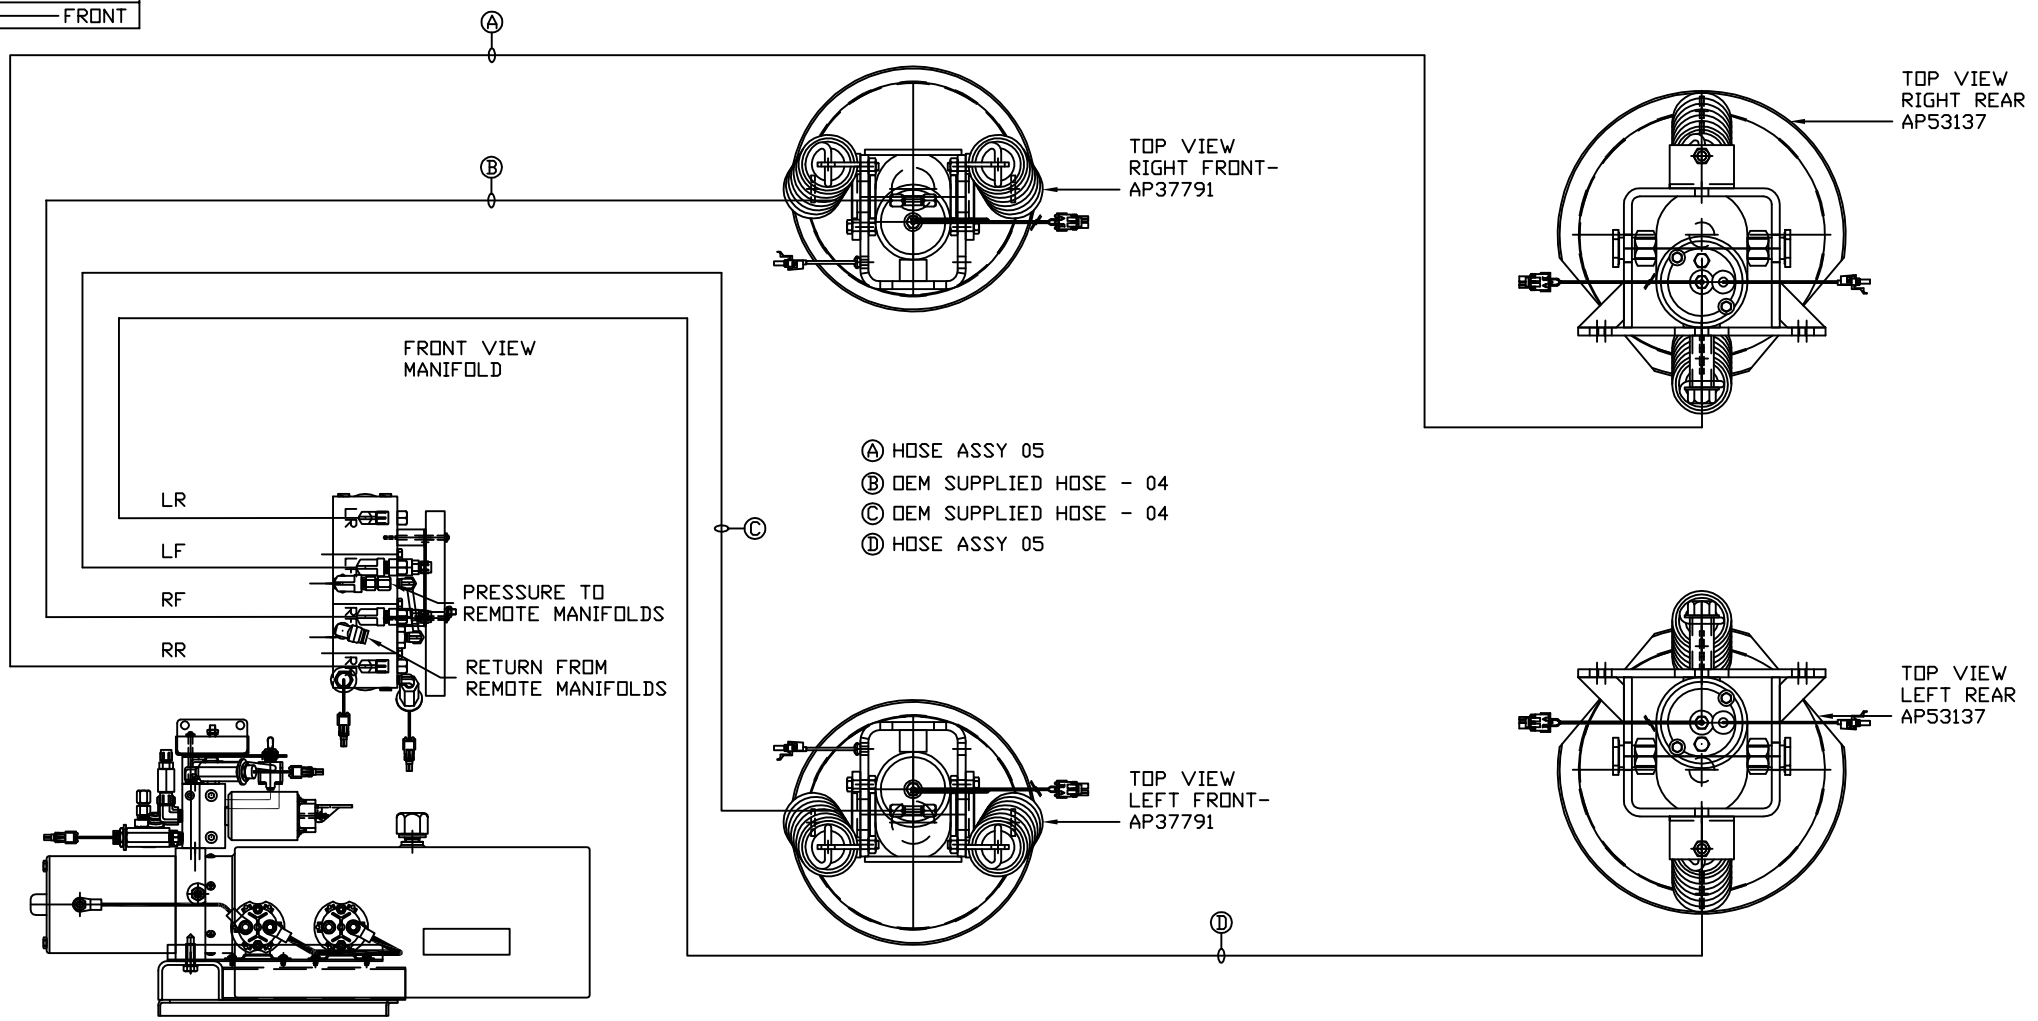 FRONT
A
TOP VIEW
RIGHT REAR
AP53137
TOP VIEW
RIGHT FRONT-
AP37791
B
FRONT VIEW
MANIFOLD
A HOSE ASSY 05
B OEM SUPPLIED HOSE - 04
C OEM SUPPLIED HOSE - 04
D HOSE ASSY 05
C
LR
LF
RF
RR
LR
PRESSURE TO
REMOTE MANIFOLDS
RETURN FROM
REMOTE MANIFOLDS
TOP VIEW
LEFT REAR
AP53137
TOP VIEW
LEFT FRONT-
AP37791
D